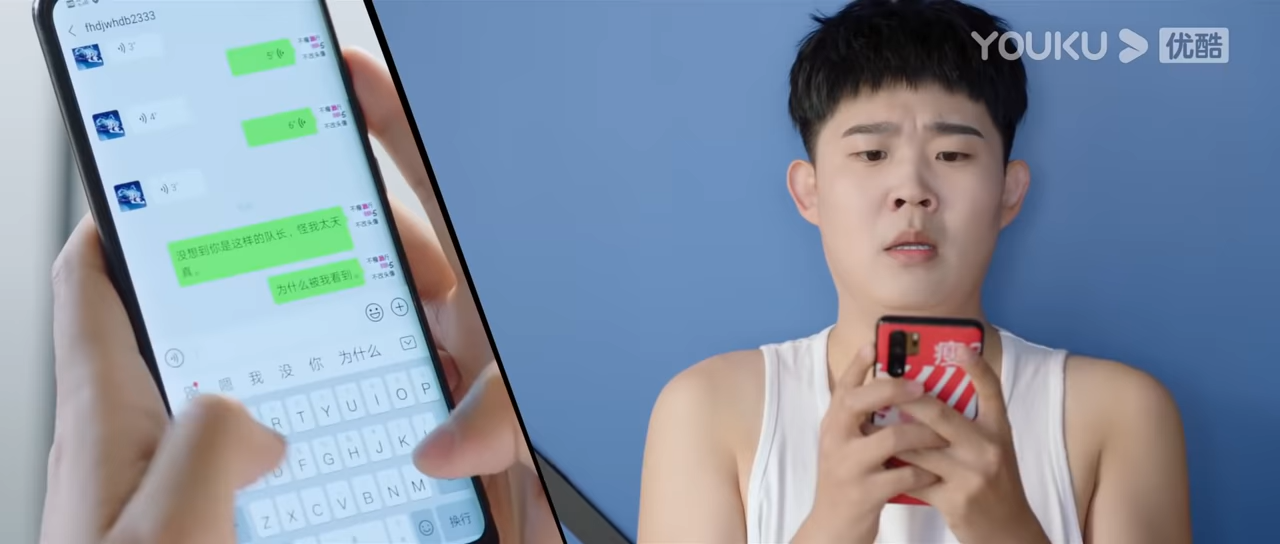 fhdjwhdb2333
3"
5"
4"
6"
3"
没想到你是这样的队长，怪我太天
真。
为什么被我看到。
嗯 我 没 你 为什么
R T Y U I O P
D F G H J K L
Z X C V B N M
换行
YOUKU 优酷
瘦